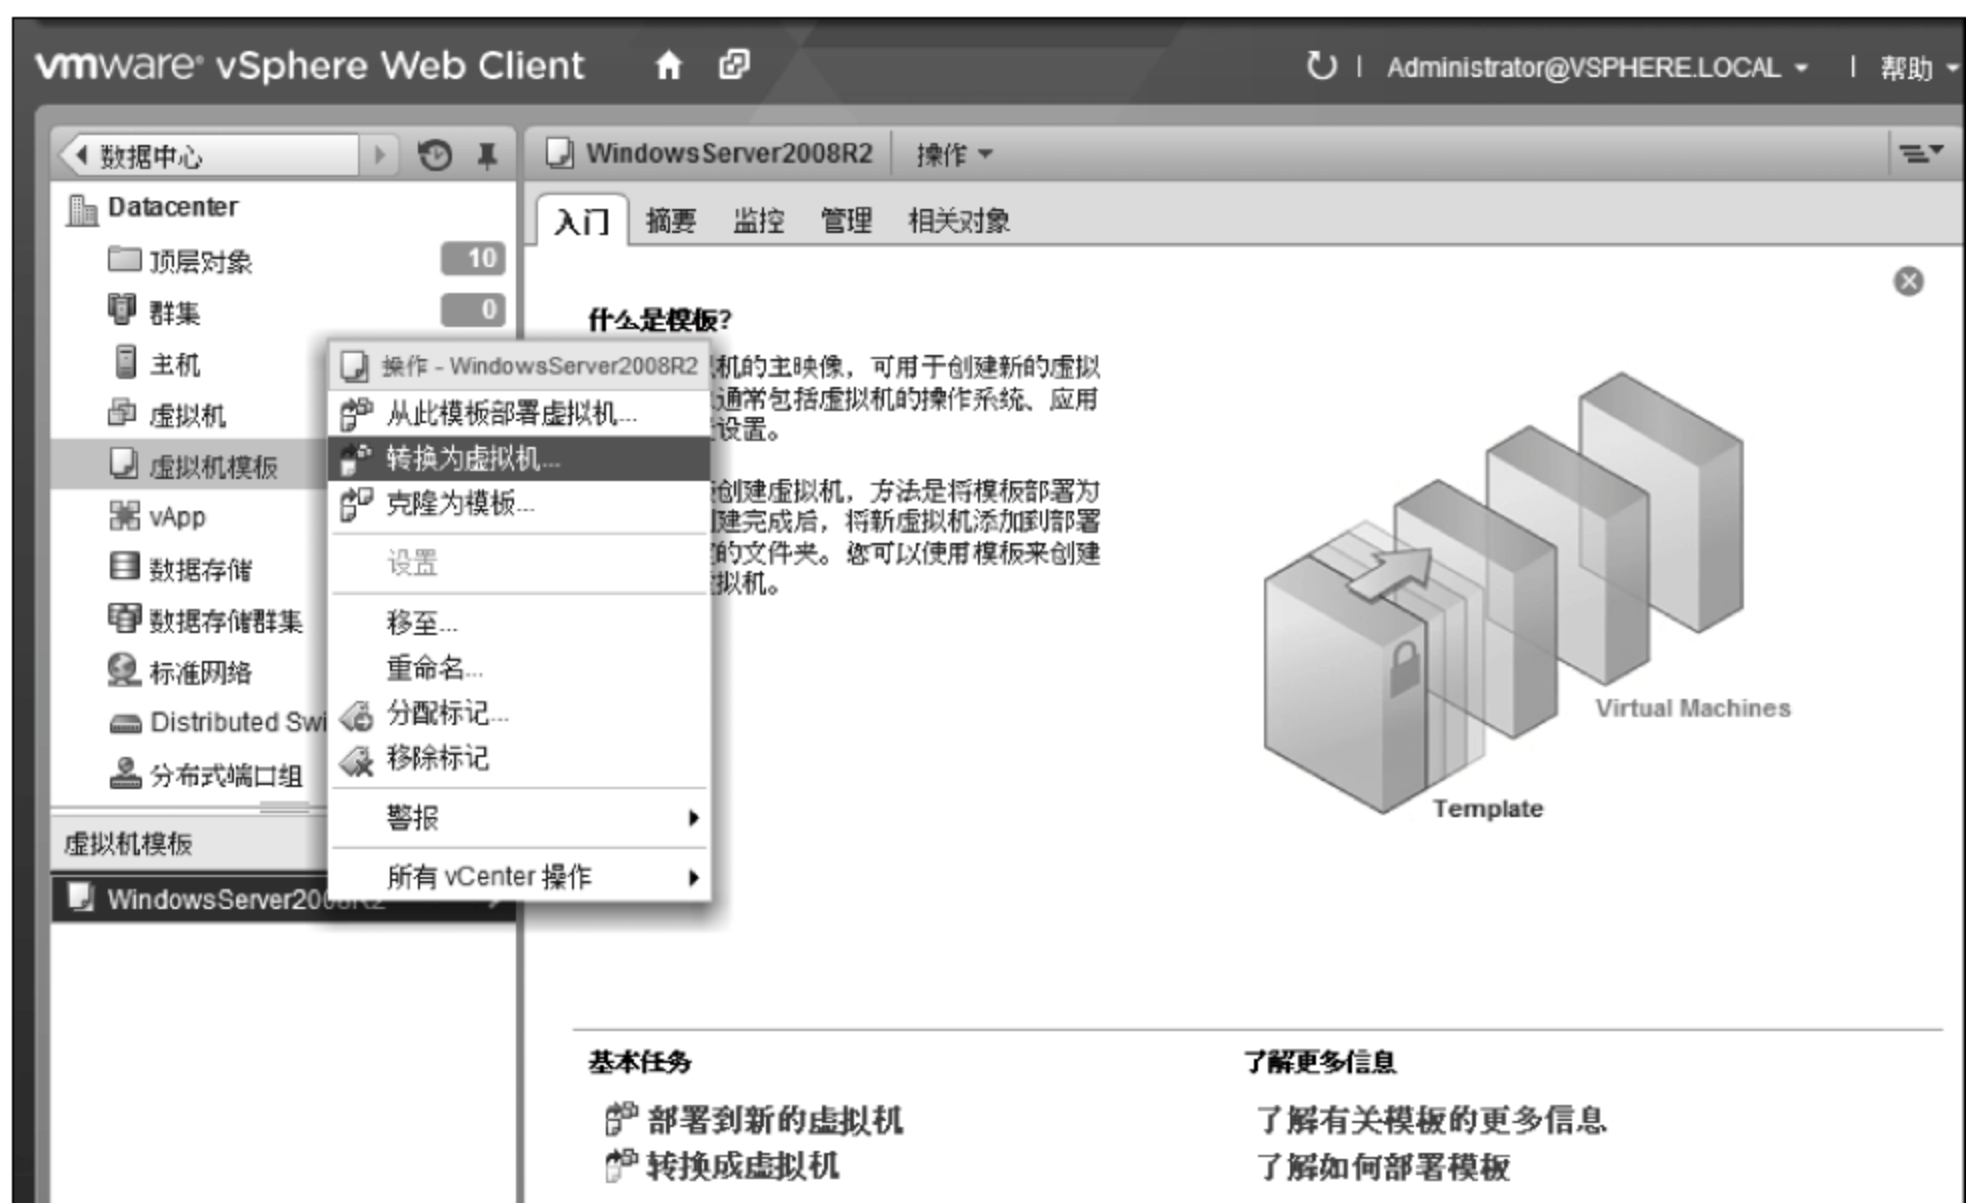 vmware® vSphere Web Client
Administrator@VSPHERE.LOCAL
帮助
数据中心
WindowsServer2008R2
操作
Datacenter
顶层对象 10
群集 0
主机
虚拟机
虚拟机模板
vApp
数据存储
数据存储群集
标准网络
Distributed Swi
分布式端口组
虚拟机模板
WindowsServer2008R2
操作 - WindowsServer2008R2
从此模板部署虚拟机...
转换为虚拟机...
克隆为模板...
设置
移至...
重命名...
分配标记...
移除标记
警报
所有 vCenter 操作
入门 摘要 监控 管理 相关对象
什么是模板?
机的主映像，可用于创建新的虚拟
通常包括虚拟机的操作系统、应用
设置。
创建虚拟机，方法是将模板部署为
建完成后，将新虚拟机添加到部署
的文件夹。您可以使用模板来创建
拟机。
Virtual Machines
Template
基本任务
部署到新的虚拟机
转换成虚拟机
了解更多信息
了解有关模板的更多信息
了解如何部署模板